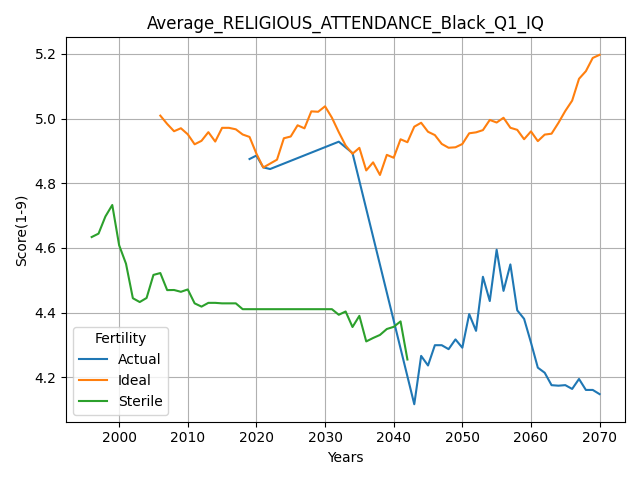 Average_RELIGIOUS_ATTENDANCE_Black_Q1_IQ
Score(1-9)
5.2
5.0
4.8
4.6
4.4
4.2
Fertility
Actual
Ideal
Sterile
2000 2010 2020 2030 2040 2050 2060 2070
Years